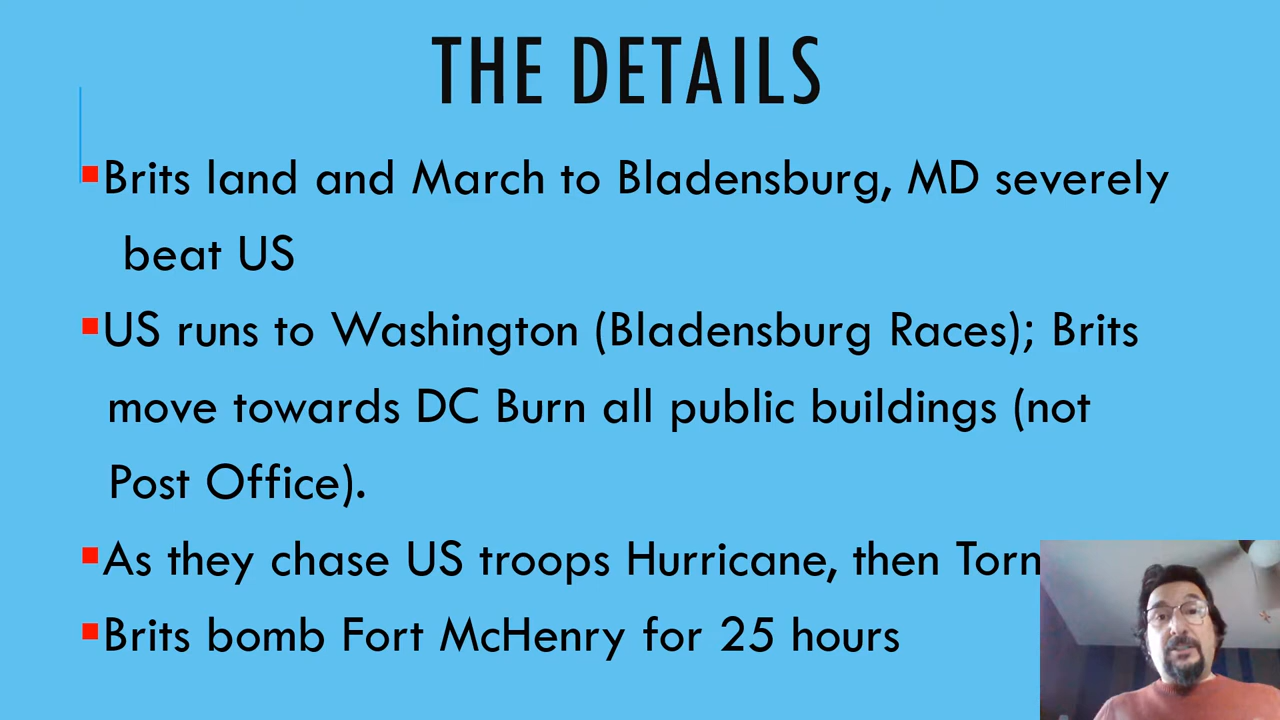 THE DETAILS
Brits land and March to Bladensburg, MD severely
beat US
US runs to Washington (Bladensburg Races); Brits
move towards DC Burn all public buildings (not
Post Office).
As they chase US troops Hurricane, then
Brits bomb Fort McHenry for 25 hours